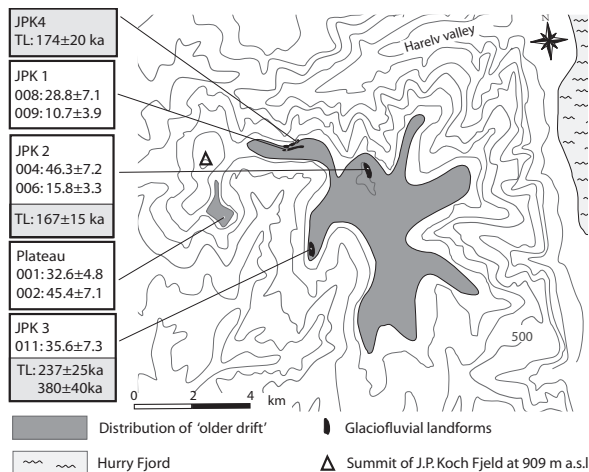 JPK4
TL: 174±20 ka
JPK 1
008: 28.8±7.1
009: 10.7±3.9
JPK 2
004: 46.3±7.2
006: 15.8±3.3
TL: 167±15 ka
Plateau
001: 32.6±4.8
002: 45.4±7.1
JPK 3
011: 35.6±7.3
TL: 237±25ka
380±40ka
Harelv valley
N
500
0 2 4
km
Distribution of ‘older drift’
Glaciofluvial landforms
Hurry Fjord
Summit of J.P. Koch Fjeld at 909 m a.s.l